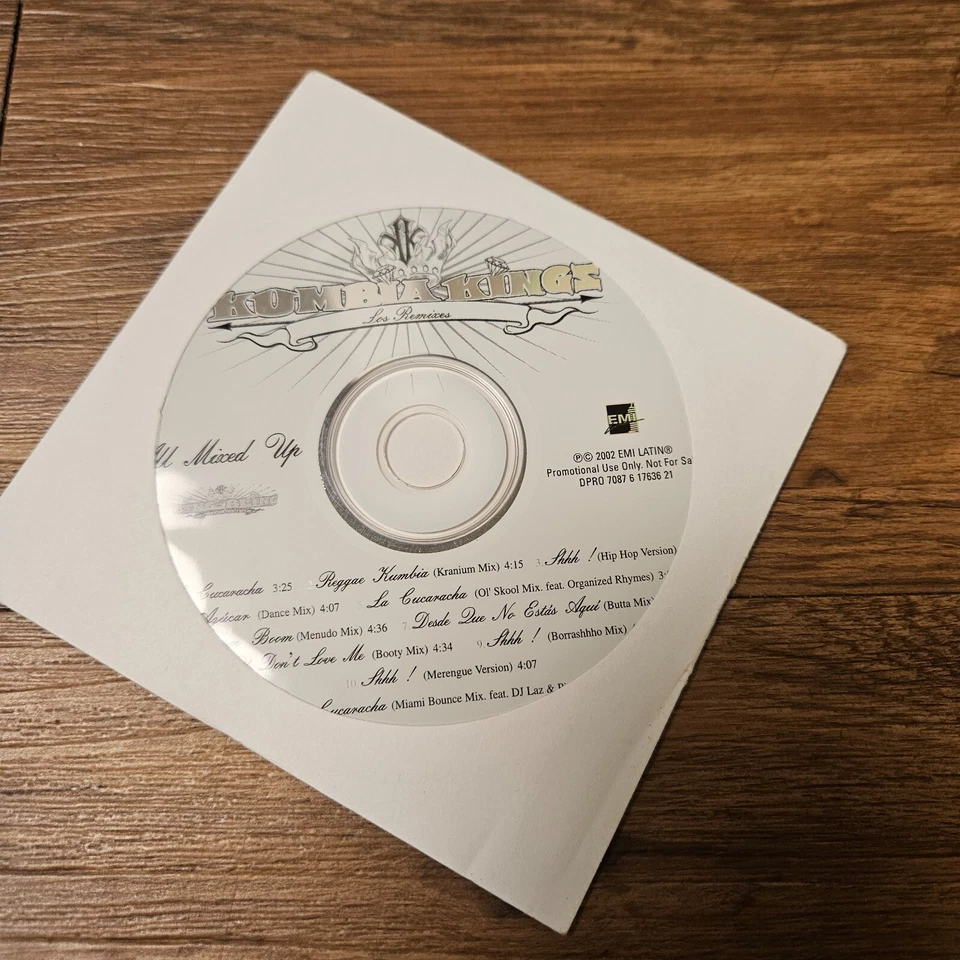 KUMBIA KINGS
Los Remixes
All Mixed Up
EMI
℗© 2002 EMI LATIN®
Promotional Use Only. Not For Sa
DPRO 7087 6 17636 21
Cucaracha 3:25 Reggae Kumbia (Kranium Mix) 4:15 3. Shhh ! (Hip Hop Version)
Azúcar (Dance Mix) 4:07 La Cucaracha (Ol' Skool Mix. feat. Organized Rhymes) 3:
Boom (Menudo Mix) 4:36 7. Desde Que No Estás Aquí (Butta Mix)
Don't Love Me (Booty Mix) 4:34 9. Shhh ! (Borrashhho Mix)
10 Shhh ! (Merengue Version) 4:07
Cucaracha (Miami Bounce Mix. feat. DJ Laz &